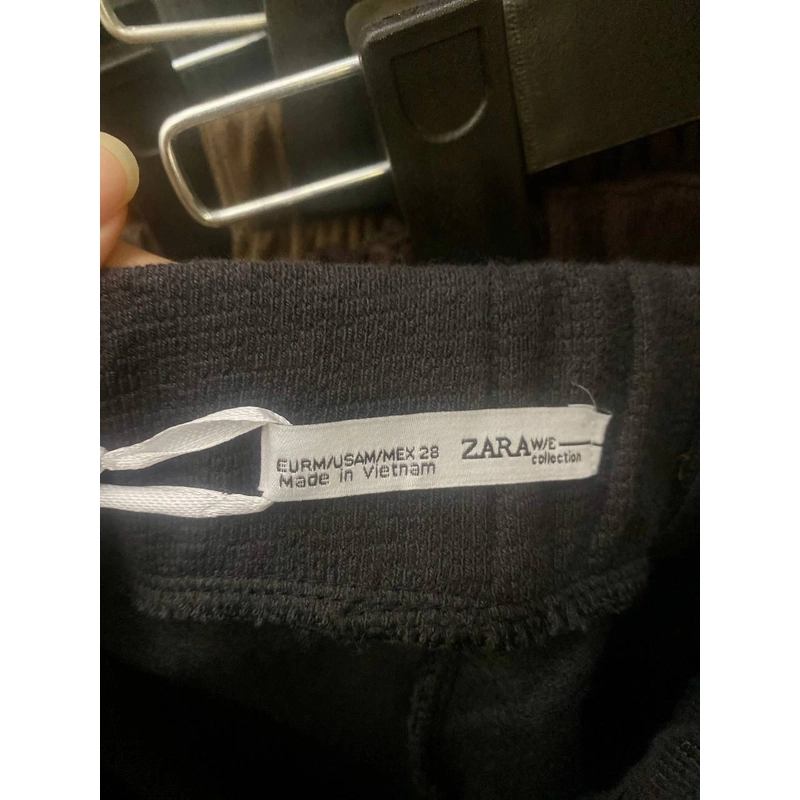 EURM/USAM/MEX 28
Made in Vietnam
ZARA W/E
collection